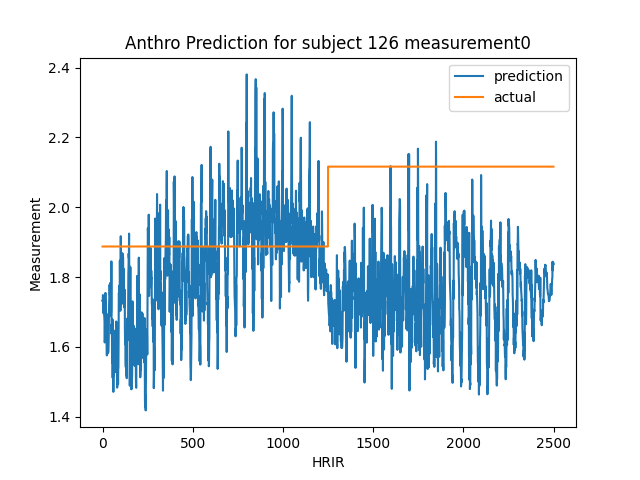 Anthro Prediction for subject 126 measurement0
prediction
actual
2.4
2.2
2.0
1.8
1.6
1.4
Measurement
0
500
1000
1500
2000
2500
HRIR